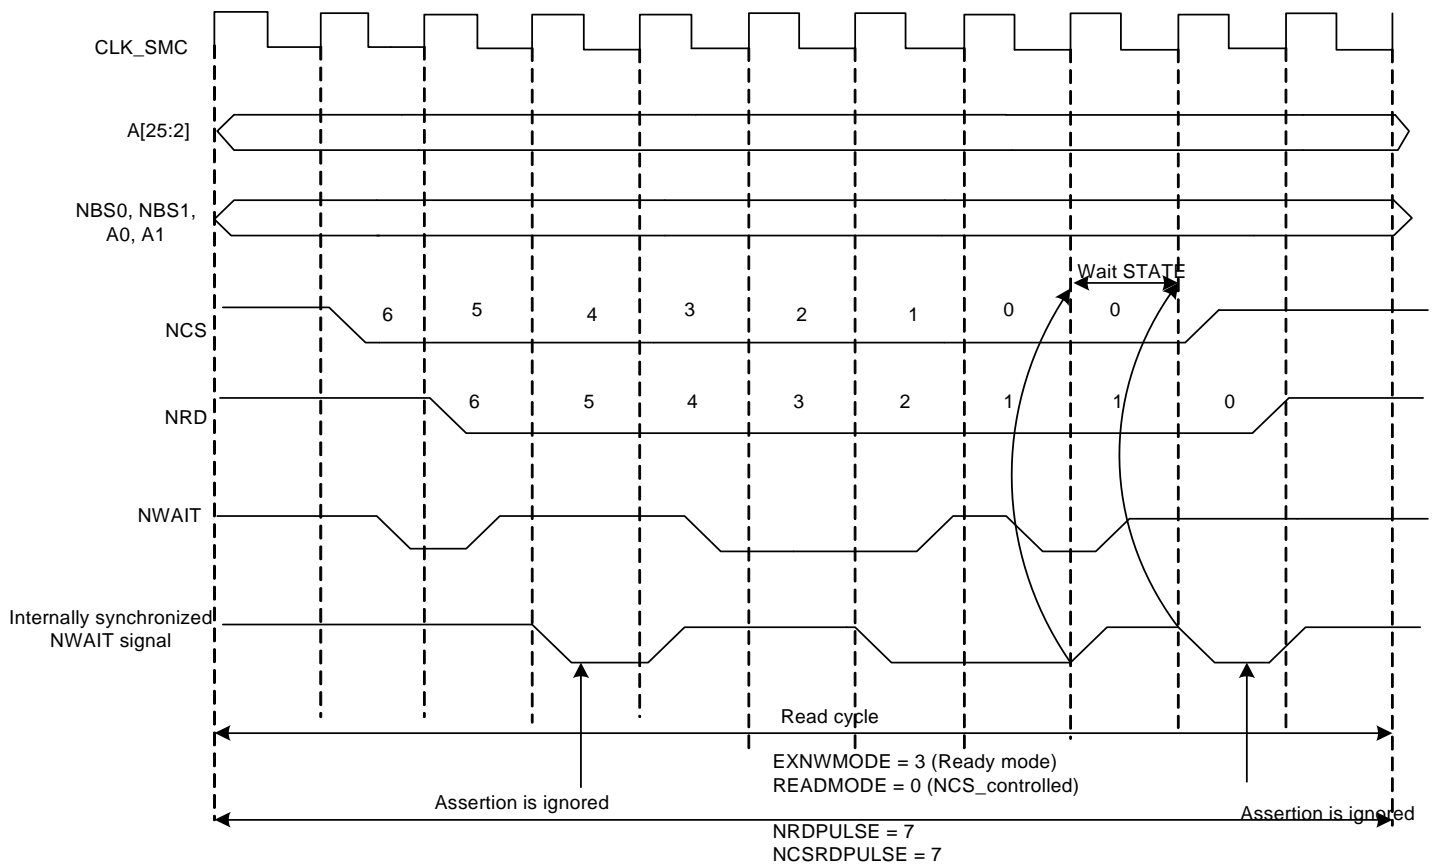 CLK_SMC
A[25:2]
NBS0, NBS1,
A0, A1
Wait STATE
NCS
6 5 4 3 2 1 0 0
NRD
6 5 4 3 2 1 1 0
NWAIT
Internally synchronized
NWAIT signal
Read cycle
EXNWMODE = 3 (Ready mode)
READMODE = 0 (NCS_controlled)
Assertion is ignored
Assertion is ignored
NRDPULSE = 7
NCSRDPULSE = 7